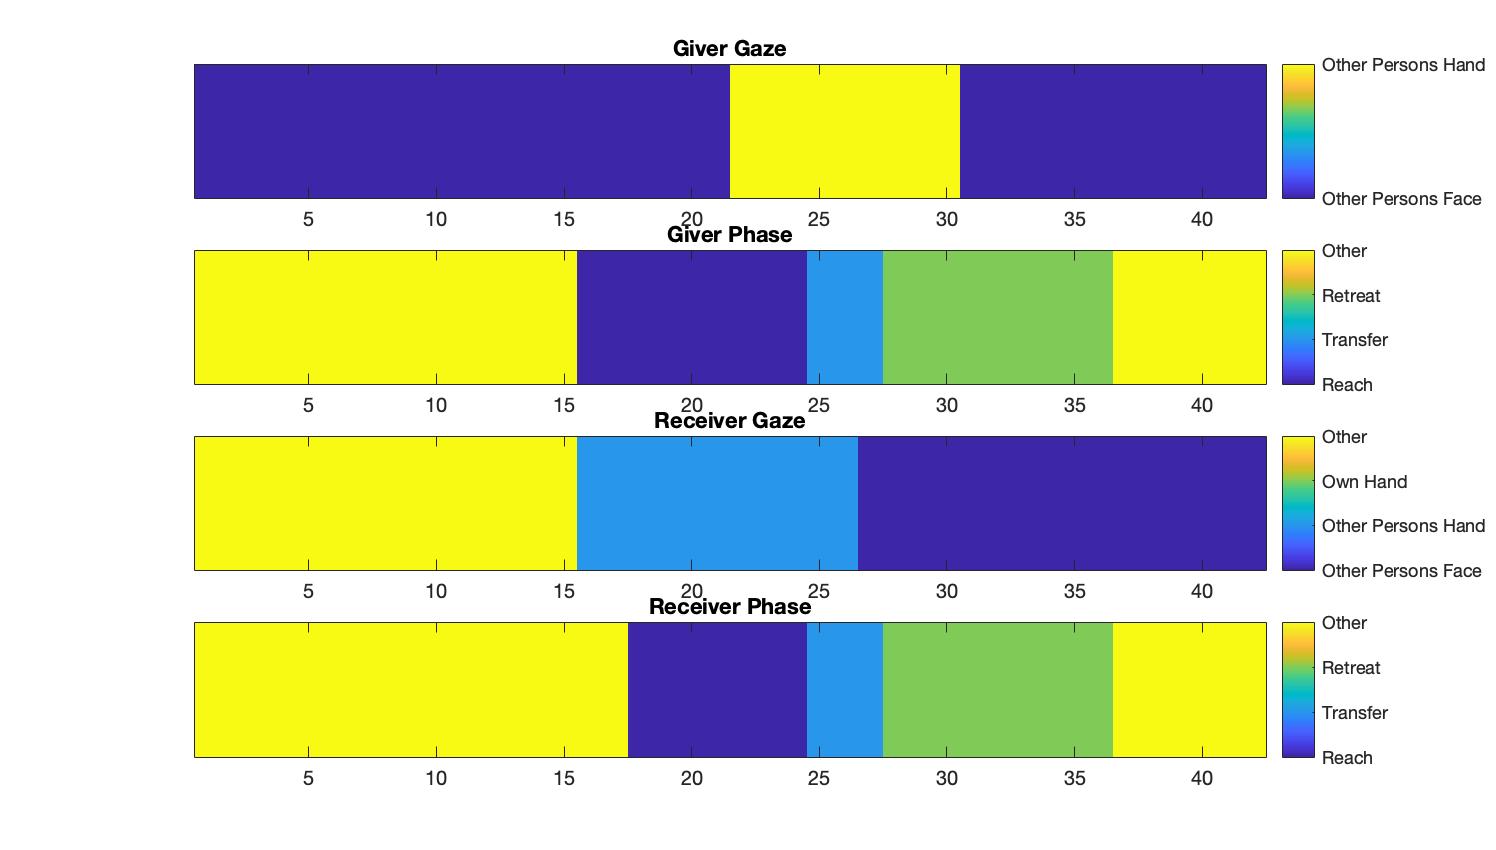 Giver Gaze
Other Persons Hand
Other Persons Face
5 10 15 20 25 30 35 40
Giver Phase
Other
Retreat
Transfer
Reach
5 10 15 20 25 30 35 40
Receiver Gaze
Other
Own Hand
Other Persons Hand
Other Persons Face
5 10 15 20 25 30 35 40
Receiver Phase
Other
Retreat
Transfer
Reach
5 10 15 20 25 30 35 40